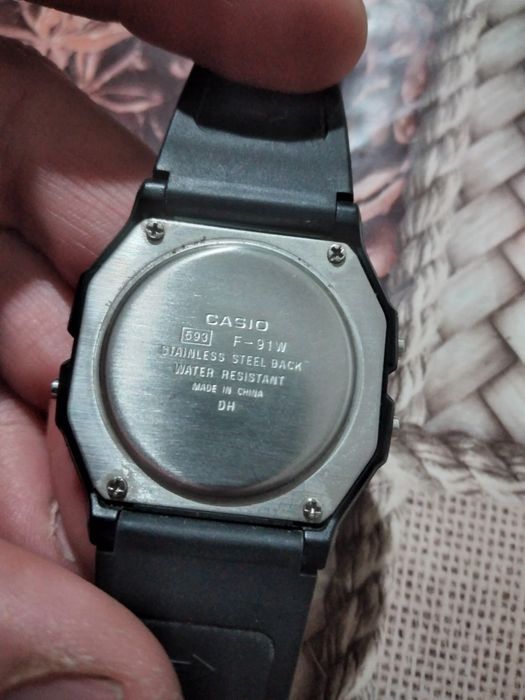 CASIO
593 F-91W
STAINLESS STEEL BACK
WATER RESISTANT
MADE IN CHINA
DH